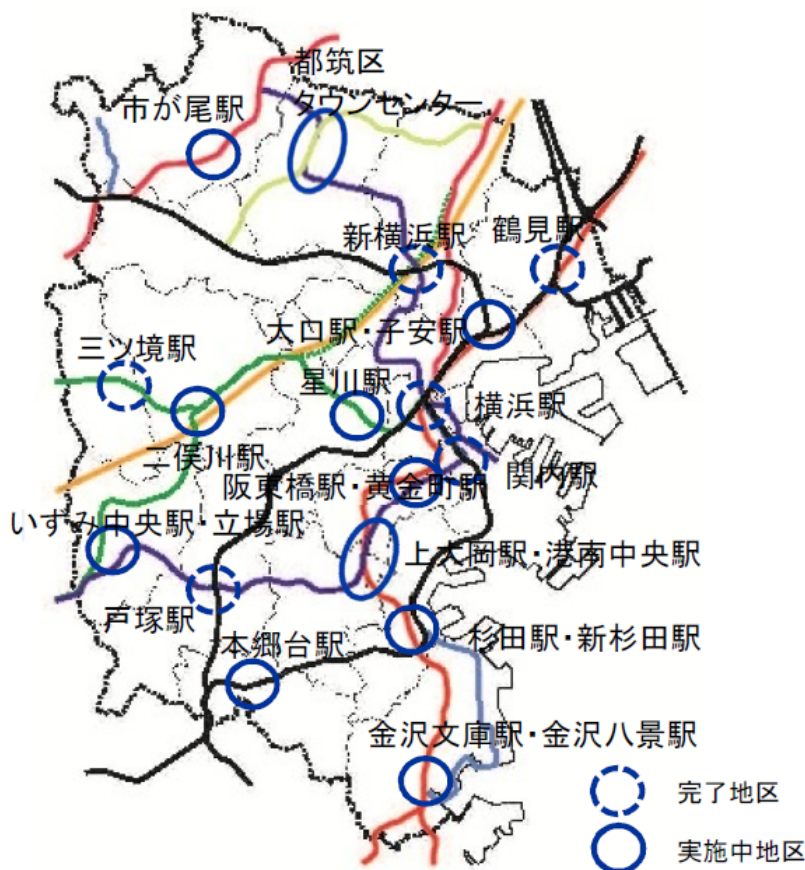 都筑区
タウンセンター
市が尾駅
新横浜駅
鶴見駅
大口駅・子安駅
三ツ境駅
星川駅
横浜駅
二俣川駅
阪東橋駅・黄金町駅
関内駅
いずみ中央駅・立場駅
上大岡駅・港南中央駅
戸塚駅
本郷台駅
杉田駅・新杉田駅
金沢文庫駅・金沢八景駅
完了地区
実施中地区